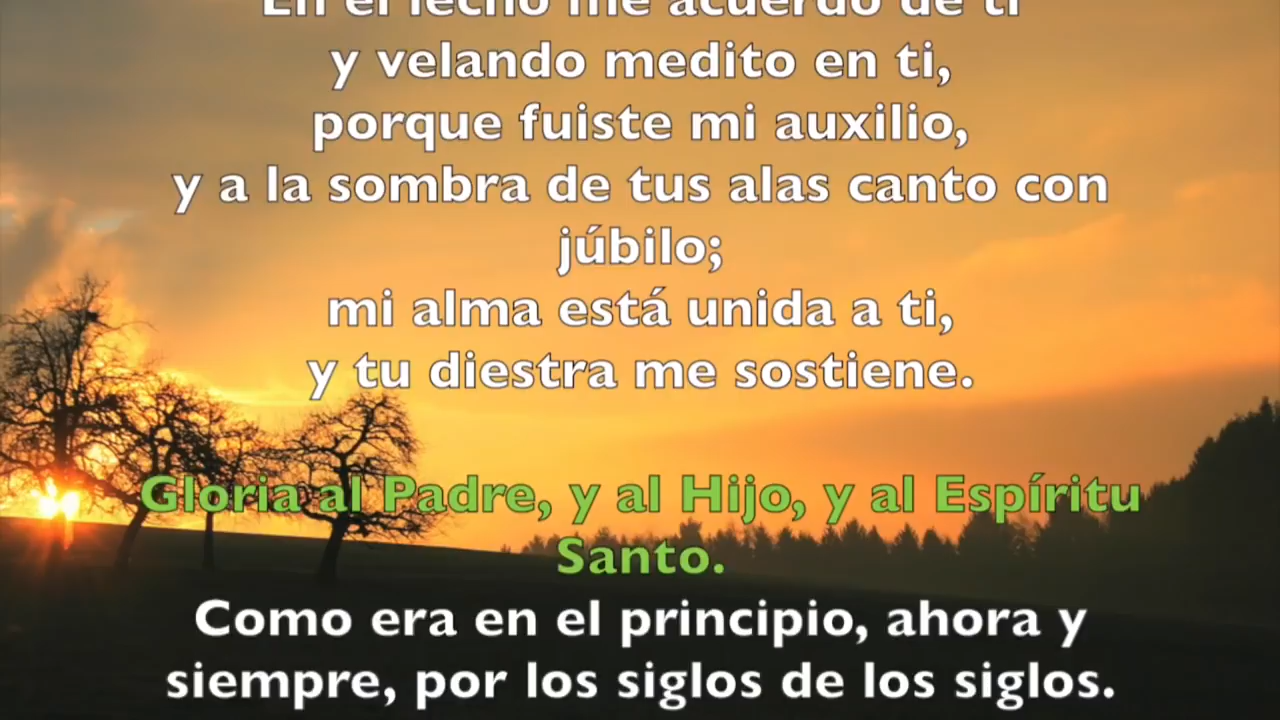 En el lecho me acuerdo de ti
y velando medito en ti,
porque fuiste mi auxilio,
y a la sombra de tus alas canto con
júbilo;
mi alma está unida a ti,
y tu diestra me sostiene.
Gloria al Padre, y al Hijo, y al Espíritu
Santo.
Como era en el principio, ahora y
siempre, por los siglos de los siglos.